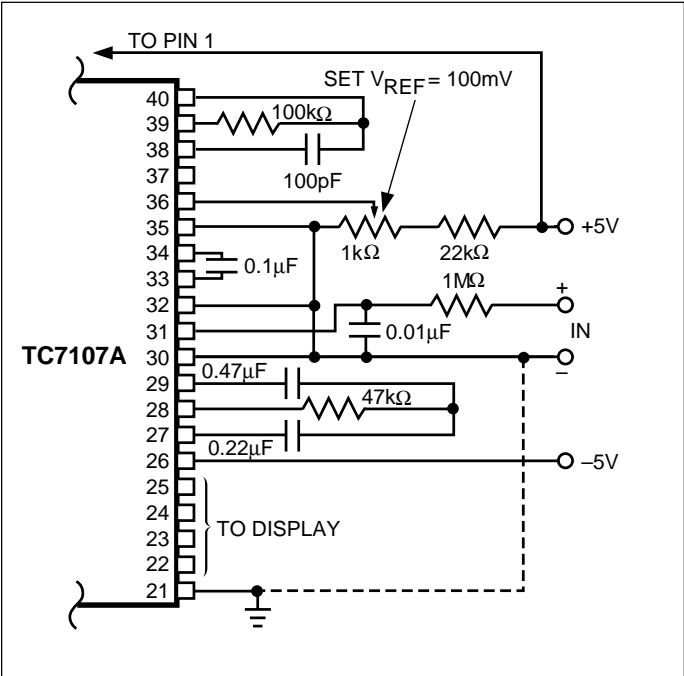 TO PIN 1
SET VREF = 100mV
40
39
100kΩ
38
100pF
37
36
35
+5V
1kΩ
22kΩ
34
0.1µF
33
1MΩ
32
+
31
0.01µF
IN
TC7107A
30
–
29
0.47µF
28
47kΩ
27
0.22µF
26
–5V
25
24
TO DISPLAY
23
22
21